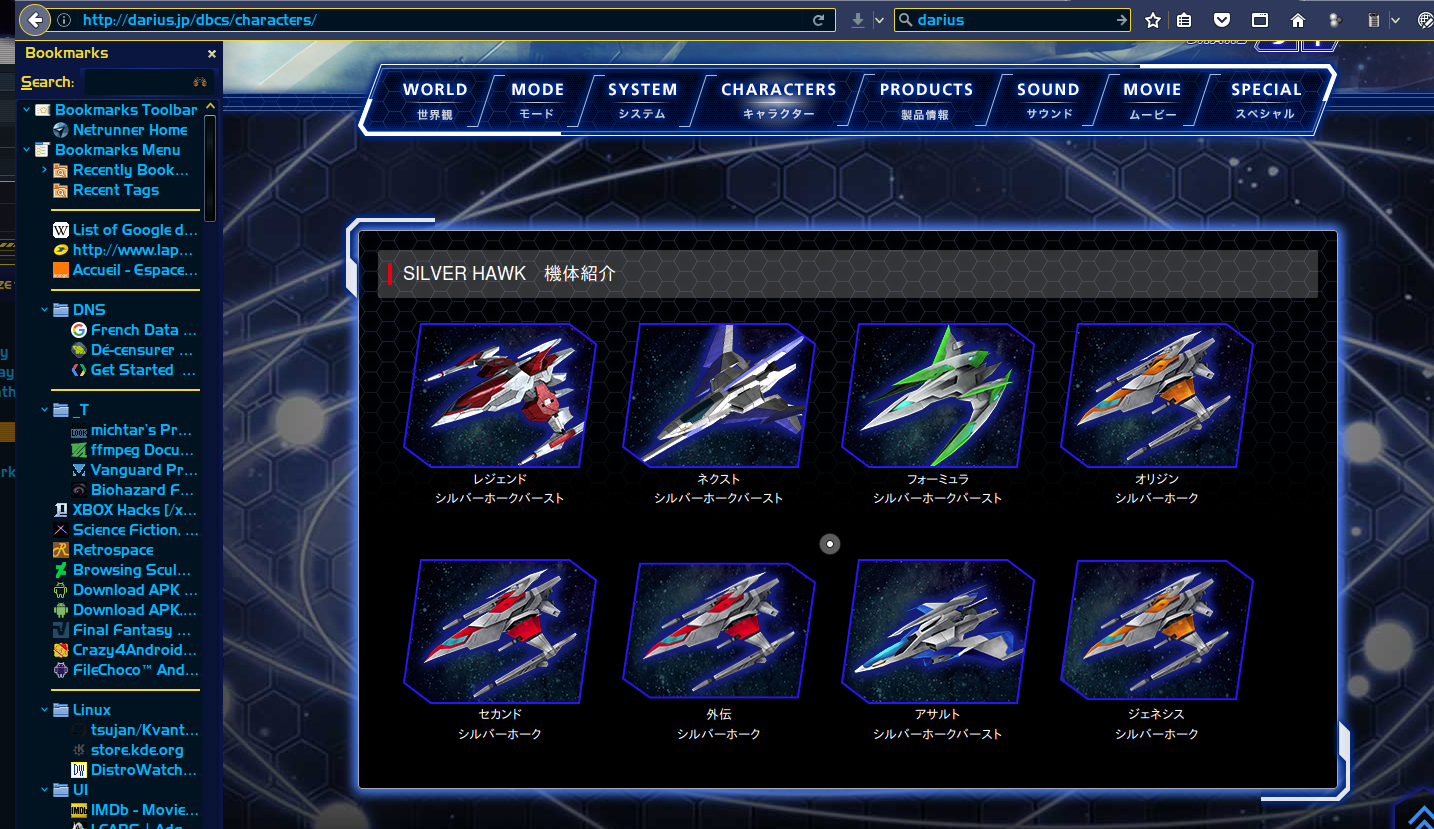 http://darius.jp/dbcs/characters/
darius
Bookmarks
Search:
Bookmarks Toolbar
Netrunner Home
Bookmarks Menu
Recently Book...
Recent Tags
List of Google d...
http://www.lap...
Accueil - Espace...
DNS
French Data ...
Dé-censurer ...
Get Started ...
_T
michtar's Pr...
ffmpeg Docu...
Vanguard Pr...
Biohazard F...
XBOX Hacks [/x...
Science Fiction, ...
Retrospace
Browsing Scul...
Download APK ...
Download APK...
Final Fantasy ...
Crazy4Android...
FileChoco™ And...
Linux
tsujan/Kvant...
store.kde.org
DistroWatch...
UI
IMDb - Movie...
WORLD
世界観
MODE
モード
SYSTEM
システム
CHARACTERS
キャラクター
PRODUCTS
製品情報
SOUND
サウンド
MOVIE
ムービー
SPECIAL
スペシャル
SILVER HAWK 機体紹介
レジェンド
シルバーホークバースト
ネクスト
シルバーホークバースト
フォーミュラ
シルバーホークバースト
オリジン
シルバーホーク
セカンド
シルバーホーク
外伝
シルバーホーク
アサルト
シルバーホークバースト
ジェネシス
シルバーホーク